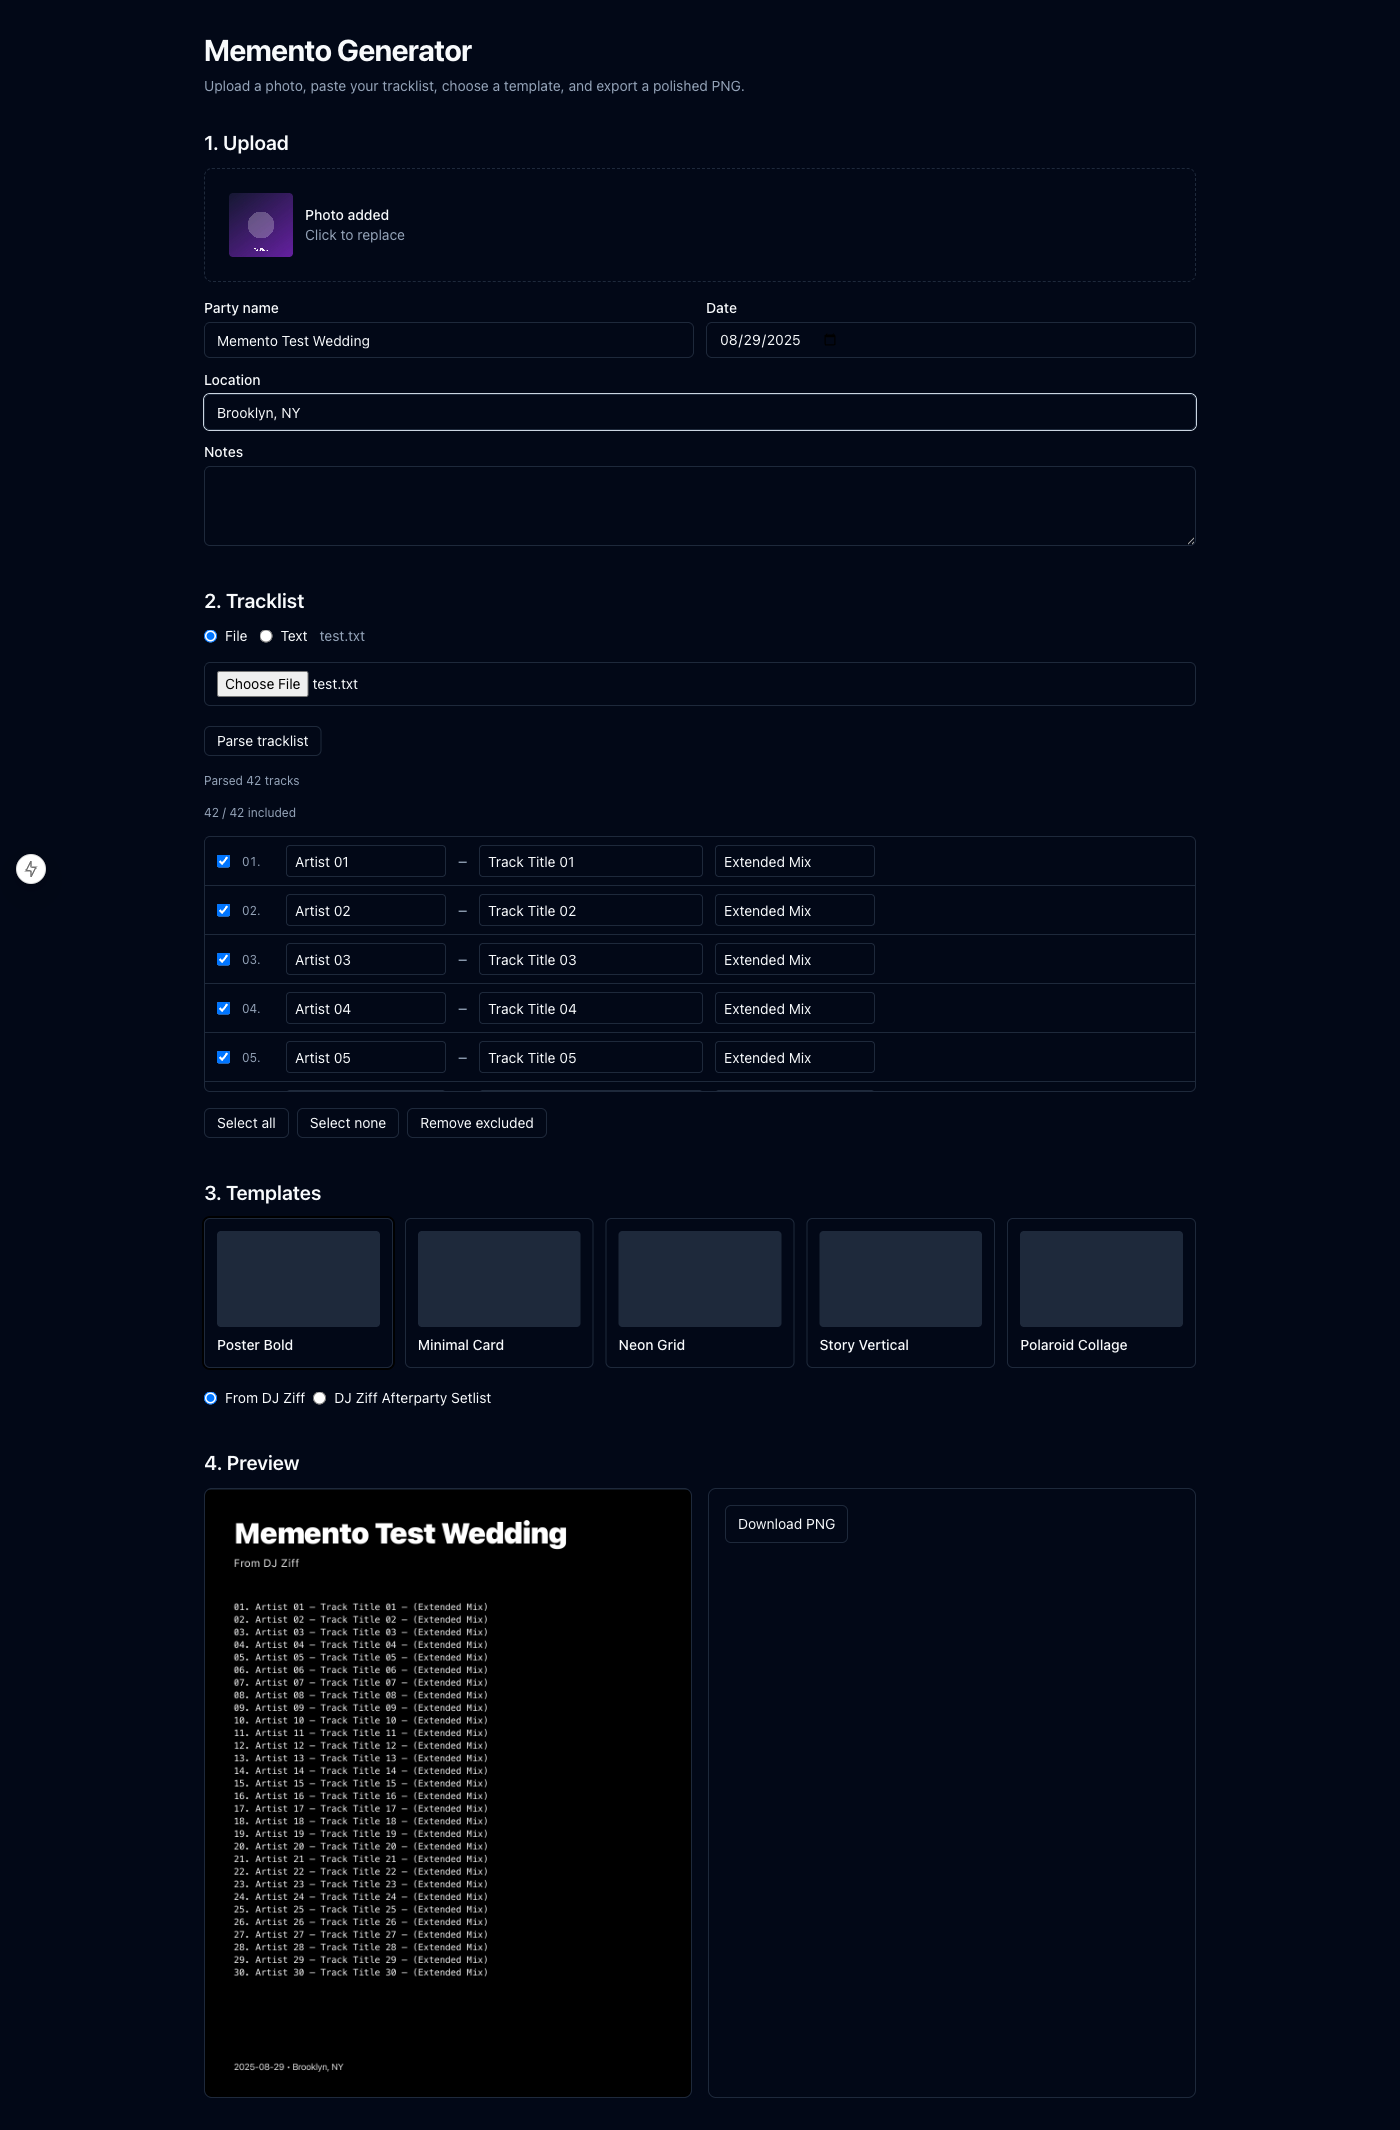 Memento Generator
Upload a photo, paste your tracklist, choose a template, and export a polished PNG.
1. Upload
Photo added
Click to replace
Party name
Date
Memento Test Wedding
08/29/2025
Location
Brooklyn, NY
Notes
2. Tracklist
File Text test.txt
Choose File test.txt
Parse tracklist
Parsed 42 tracks
42 / 42 included
01. Artist 01 – Track Title 01 Extended Mix
02. Artist 02 – Track Title 02 Extended Mix
03. Artist 03 – Track Title 03 Extended Mix
04. Artist 04 – Track Title 04 Extended Mix
05. Artist 05 – Track Title 05 Extended Mix
Select all Select none Remove excluded
3. Templates
Poster Bold
Minimal Card
Neon Grid
Story Vertical
Polaroid Collage
From DJ Ziff DJ Ziff Afterparty Setlist
4. Preview
Memento Test Wedding
From DJ Ziff
01. Artist 01 – Track Title 01 – (Extended Mix)
02. Artist 02 – Track Title 02 – (Extended Mix)
03. Artist 03 – Track Title 03 – (Extended Mix)
04. Artist 04 – Track Title 04 – (Extended Mix)
05. Artist 05 – Track Title 05 – (Extended Mix)
06. Artist 06 – Track Title 06 – (Extended Mix)
07. Artist 07 – Track Title 07 – (Extended Mix)
08. Artist 08 – Track Title 08 – (Extended Mix)
09. Artist 09 – Track Title 09 – (Extended Mix)
10. Artist 10 – Track Title 10 – (Extended Mix)
11. Artist 11 – Track Title 11 – (Extended Mix)
12. Artist 12 – Track Title 12 – (Extended Mix)
13. Artist 13 – Track Title 13 – (Extended Mix)
14. Artist 14 – Track Title 14 – (Extended Mix)
15. Artist 15 – Track Title 15 – (Extended Mix)
16. Artist 16 – Track Title 16 – (Extended Mix)
17. Artist 17 – Track Title 17 – (Extended Mix)
18. Artist 18 – Track Title 18 – (Extended Mix)
19. Artist 19 – Track Title 19 – (Extended Mix)
20. Artist 20 – Track Title 20 – (Extended Mix)
21. Artist 21 – Track Title 21 – (Extended Mix)
22. Artist 22 – Track Title 22 – (Extended Mix)
23. Artist 23 – Track Title 23 – (Extended Mix)
24. Artist 24 – Track Title 24 – (Extended Mix)
25. Artist 25 – Track Title 25 – (Extended Mix)
26. Artist 26 – Track Title 26 – (Extended Mix)
27. Artist 27 – Track Title 27 – (Extended Mix)
28. Artist 28 – Track Title 28 – (Extended Mix)
29. Artist 29 – Track Title 29 – (Extended Mix)
30. Artist 30 – Track Title 30 – (Extended Mix)
2025-08-29 • Brooklyn, NY
Download PNG